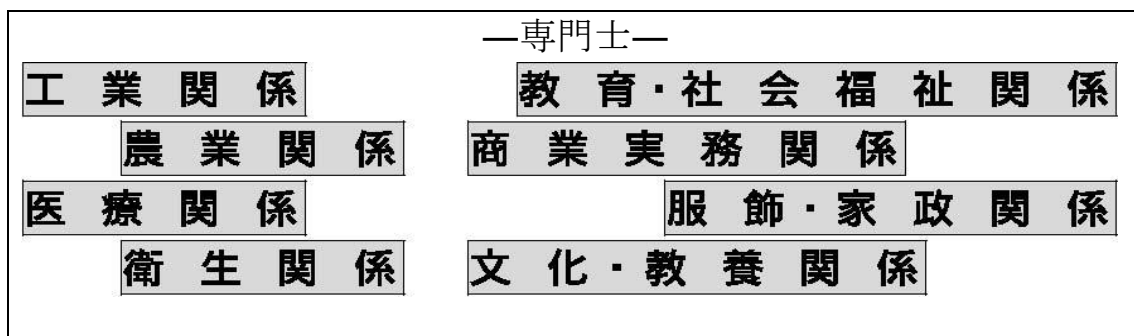 ―専門士―
工業関係 教育・社会福祉関係
農業関係 商業実務関係
医療関係 服飾・家政関係
衛生関係 文化・教養関係